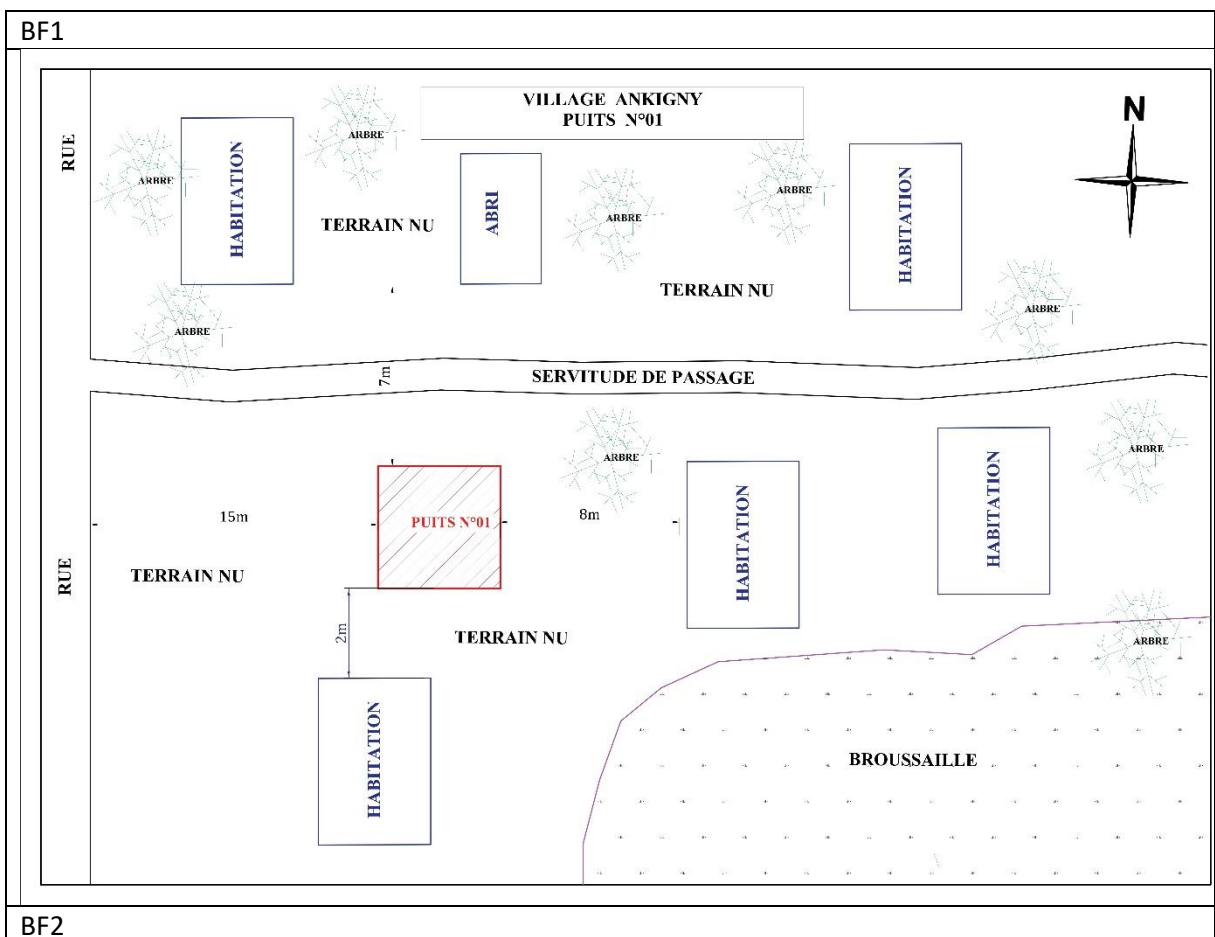 BF1
VILLAGE ANKIGNY
PUITS N°01
N
RUE
ARBRE
HABITATION
ARBRE
TERRAIN NU
ABRI
ARBRE
ARBRE
HABITATION
TERRAIN NU
ARBRE
ARBRE
7m
SERVITUDE DE PASSAGE
ARBRE
ARBRE
15m
PUITS N°01
8m
HABITATION
HABITATION
RUE
TERRAIN NU
2m
TERRAIN NU
ARBRE
HABITATION
BROUSSAILLE
BF2